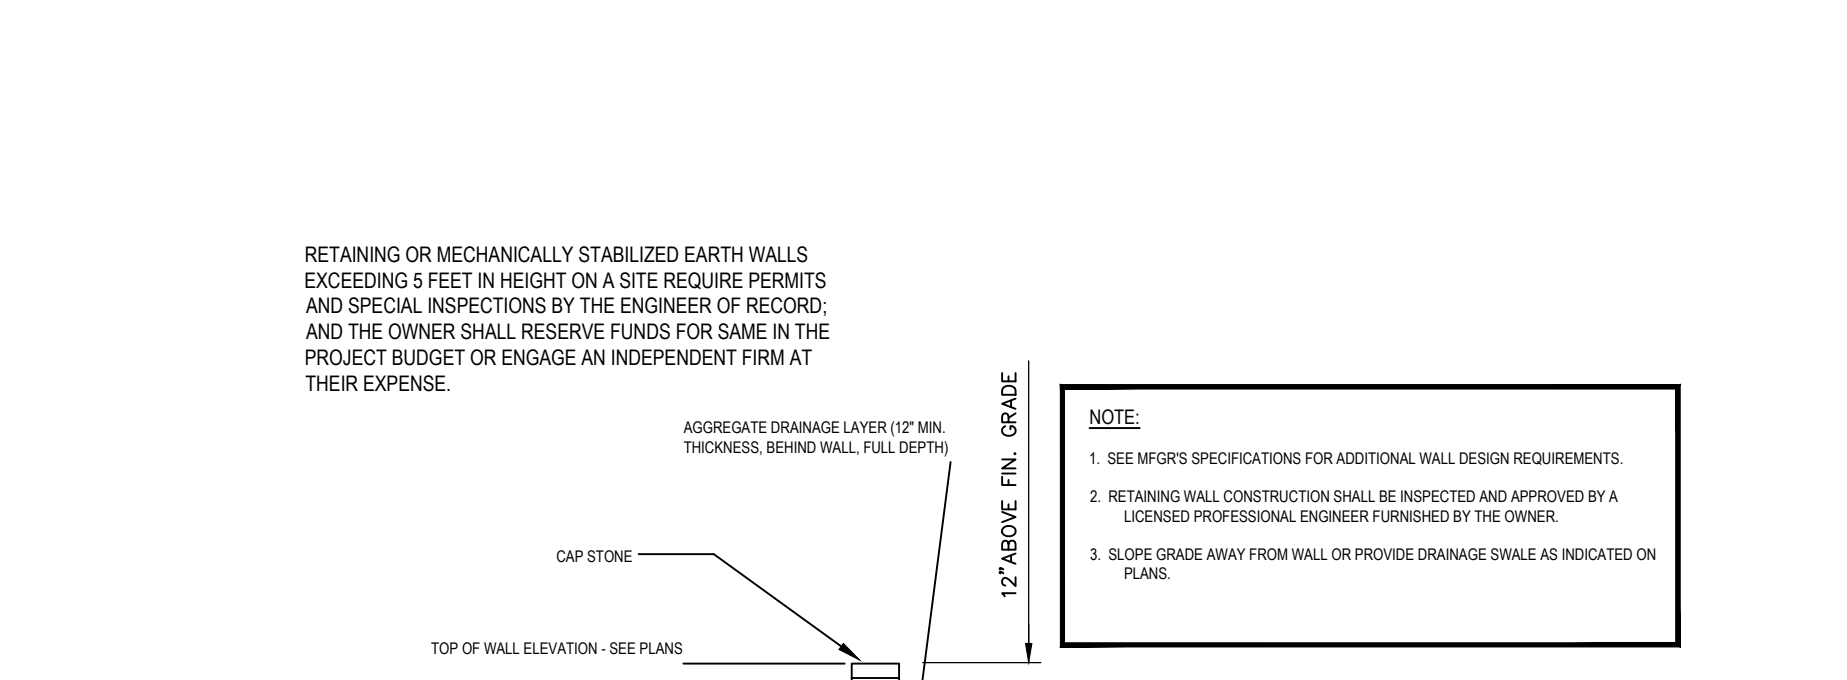 RETAINING OR MECHANICALLY STABILIZED EARTH WALLS
EXCEEDING 5 FEET IN HEIGHT ON A SITE REQUIRE PERMITS
AND SPECIAL INSPECTIONS BY THE ENGINEER OF RECORD;
AND THE OWNER SHALL RESERVE FUNDS FOR SAME IN THE
PROJECT BUDGET OR ENGAGE AN INDEPENDENT FIRM AT
THEIR EXPENSE.
AGGREGATE DRAINAGE LAYER (12" MIN.
THICKNESS, BEHIND WALL, FULL DEPTH)
CAP STONE
TOP OF WALL ELEVATION - SEE PLANS
12" ABOVE FIN. GRADE
NOTE:
1. SEE MFGR'S SPECIFICATIONS FOR ADDITIONAL WALL DESIGN REQUIREMENTS.
2. RETAINING WALL CONSTRUCTION SHALL BE INSPECTED AND APPROVED BY A
LICENSED PROFESSIONAL ENGINEER FURNISHED BY THE OWNER.
3. SLOPE GRADE AWAY FROM WALL OR PROVIDE DRAINAGE SWALE AS INDICATED ON
PLANS.